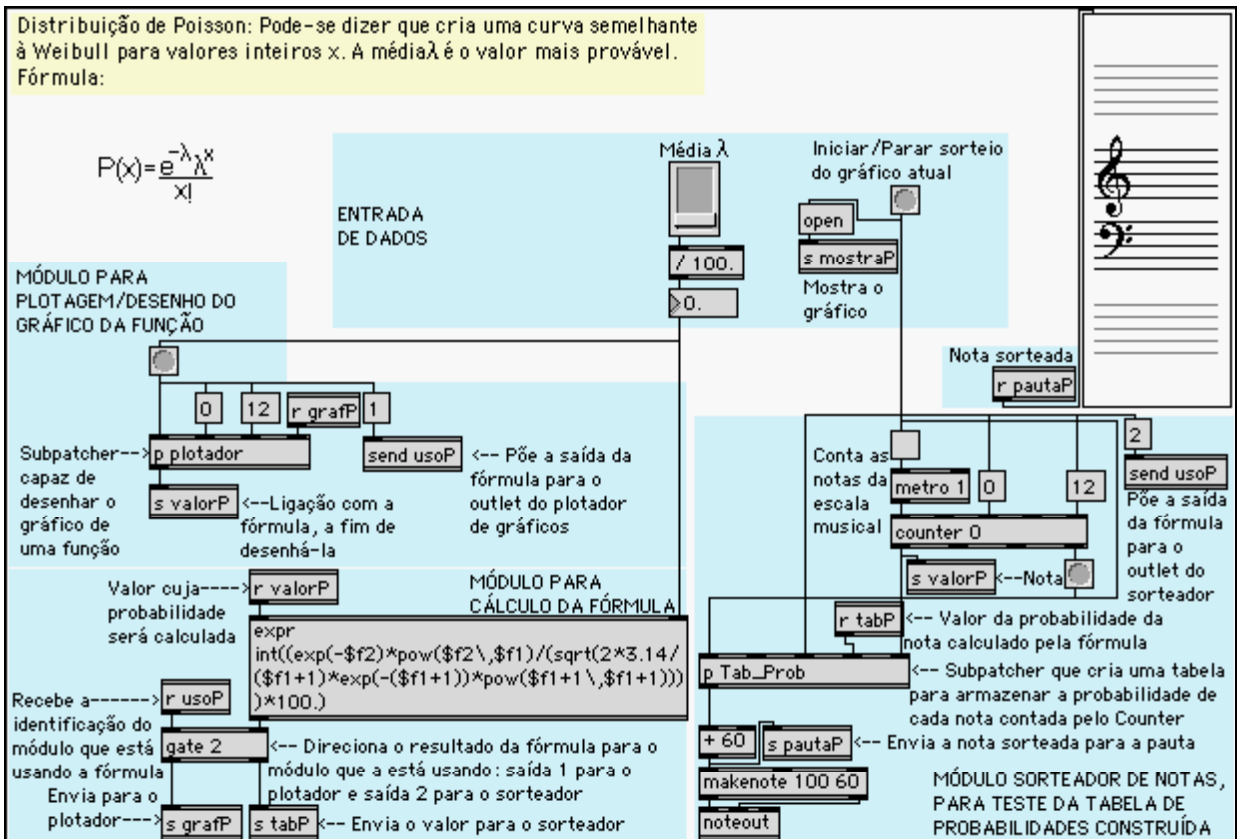 Distribuição de Poisson: Pode-se dizer que cria uma curva semelhante
à Weibull para valores inteiros x. A médiaλ é o valor mais provável.
Fórmula:
P(x)=e^-λ λ^x
x!
ENTRADA
DE DADOS
Média λ
/ 100.
0.
Iniciar/Parar sorteio
do gráfico atual
open
s mostraP
Mostra o
gráfico
MÓDULO PARA
PLOTAGEM/DESENHO DO
GRÁFICO DA FUNÇÃO
0
12
r grafP
1
Subpatcher-->
p plotador
capaz de
desenhar o
gráfico de
uma função
send usoP
<-- Põe a saída da
fórmula para o
outlet do plotador
de gráficos
s valorP
<--Ligação com a
fórmula, a fim de
desenhá-la
Nota sorteada
r pautaP
Conta as
notas da
escala
musical
metro 1
0
12
counter 0
2
send usoP
Põe a saída
da fórmula
para o
outlet do
sorteador
s valorP
<--Nota
MÓDULO PARA
CÁLCULO DA FÓRMULA
Valor cuja---->
r valorP
probabilidade
será calculada
expr
int((exp(-$f2)*pow($f2\,$f1)/(sqrt(2*3.14/
($f1+1)*exp(-($f1+1))*pow($f1+1\,$f1+1)))
)*100.)
Recebe a------>
r usoP
identificação do
módulo que está
usando a fórmula
gate 2
<-- Direciona o resultado da fórmula para o
módulo que a está usando: saída 1 para o
plotador e saída 2 para o sorteador
Envia para o
plotador--->
s grafP
s tabP
<-- Envia o valor para o sorteador
r tabP
<-- Valor da probabilidade da
nota calculado pela fórmula
p Tab_Prob
<-- Subpatcher que cria uma tabela
para armazenar a probabilidade de
cada nota contada pelo Counter
+ 60
s pautaP
<-- Envia a nota sorteada para a pauta
makenote 100 60
noteout
MÓDULO SORTEADOR DE NOTAS,
PARA TESTE DA TABELA DE
PROBABILIDADES CONSTRUÍDA